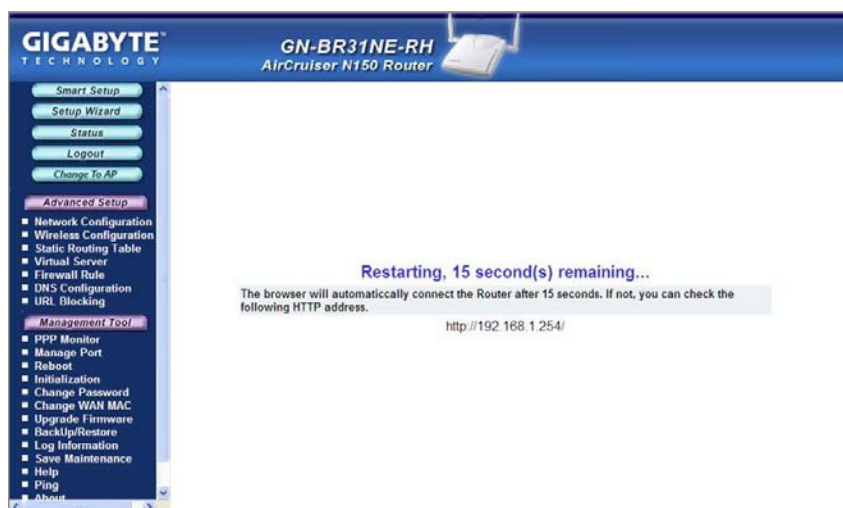 GIGABYTE™
TECHNOLOGY
GN-BR31NE-RH
AirCruiser N150 Router
Smart Setup
Setup Wizard
Status
Logout
Change To AP
Advanced Setup
Network Configuration
Wireless Configuration
Static Routing Table
Virtual Server
Firewall Rule
DNS Configuration
URL Blocking
Management Tool
PPP Monitor
Manage Port
Reboot
Initialization
Change Password
Change WAN MAC
Upgrade Firmware
BackUp/Restore
Log Information
Save Maintenance
Help
Ping
About
Restarting, 15 second(s) remaining...
The browser will automaticcally connect the Router after 15 seconds. If not, you can check the
following HTTP address.
http://192.168.1.254/